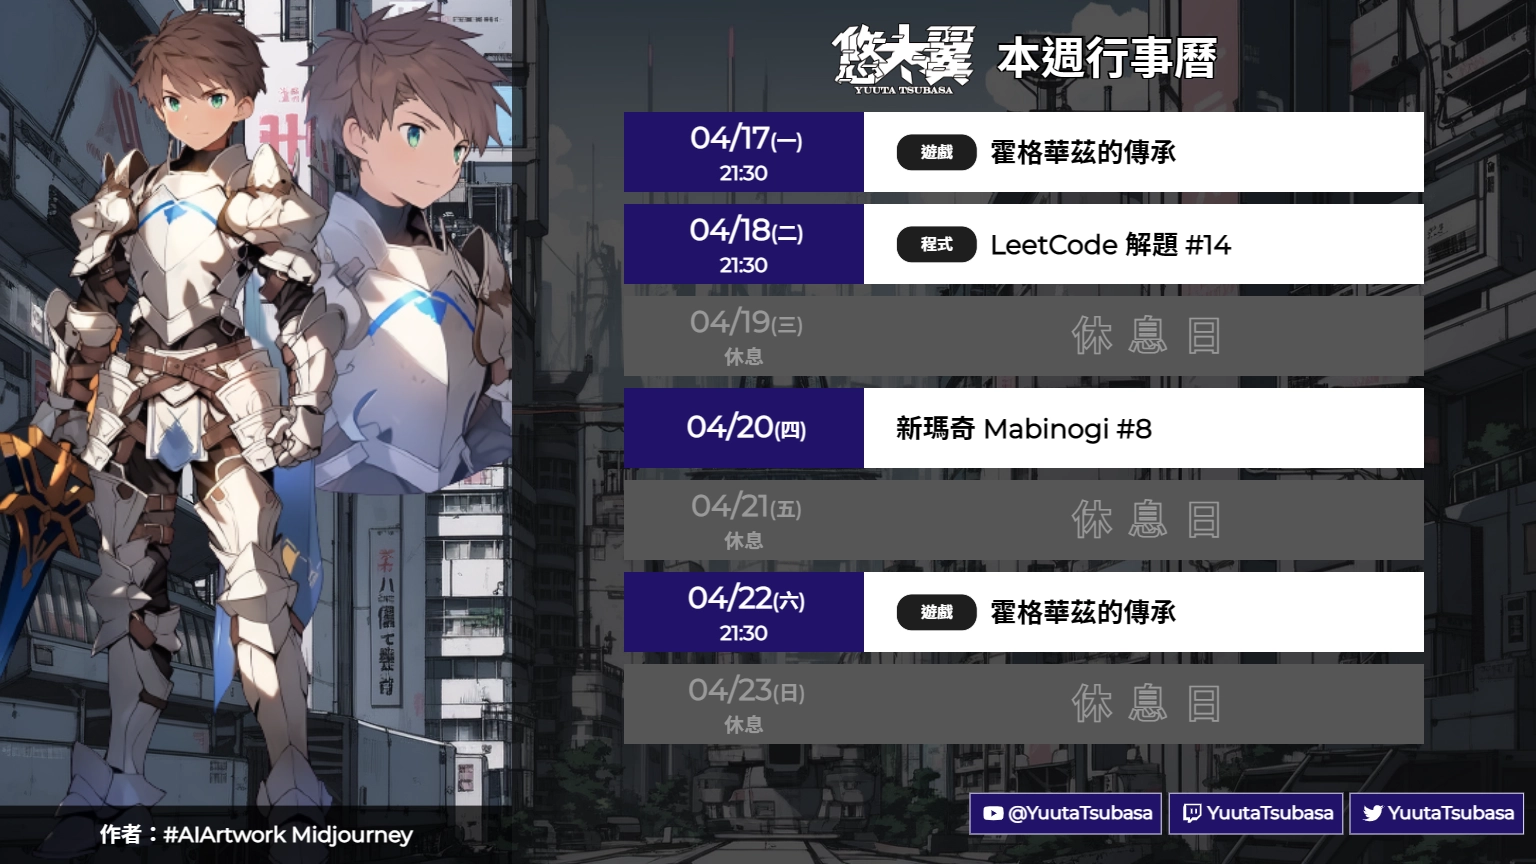 悠太翼
YUUTA TSUBASA
本週行事曆
04/17(一)
21:30
遊戲
霍格華茲的傳承
04/18(二)
21:30
程式
LeetCode 解題 #14
04/19(三)
休息
休息日
04/20(四)
新瑪奇 Mabinogi #8
04/21(五)
休息
休息日
04/22(六)
21:30
遊戲
霍格華茲的傳承
04/23(日)
休息
休息日
作者：#AIArtwork Midjourney
@YuutaTsubasa
YuutaTsubasa
YuutaTsubasa